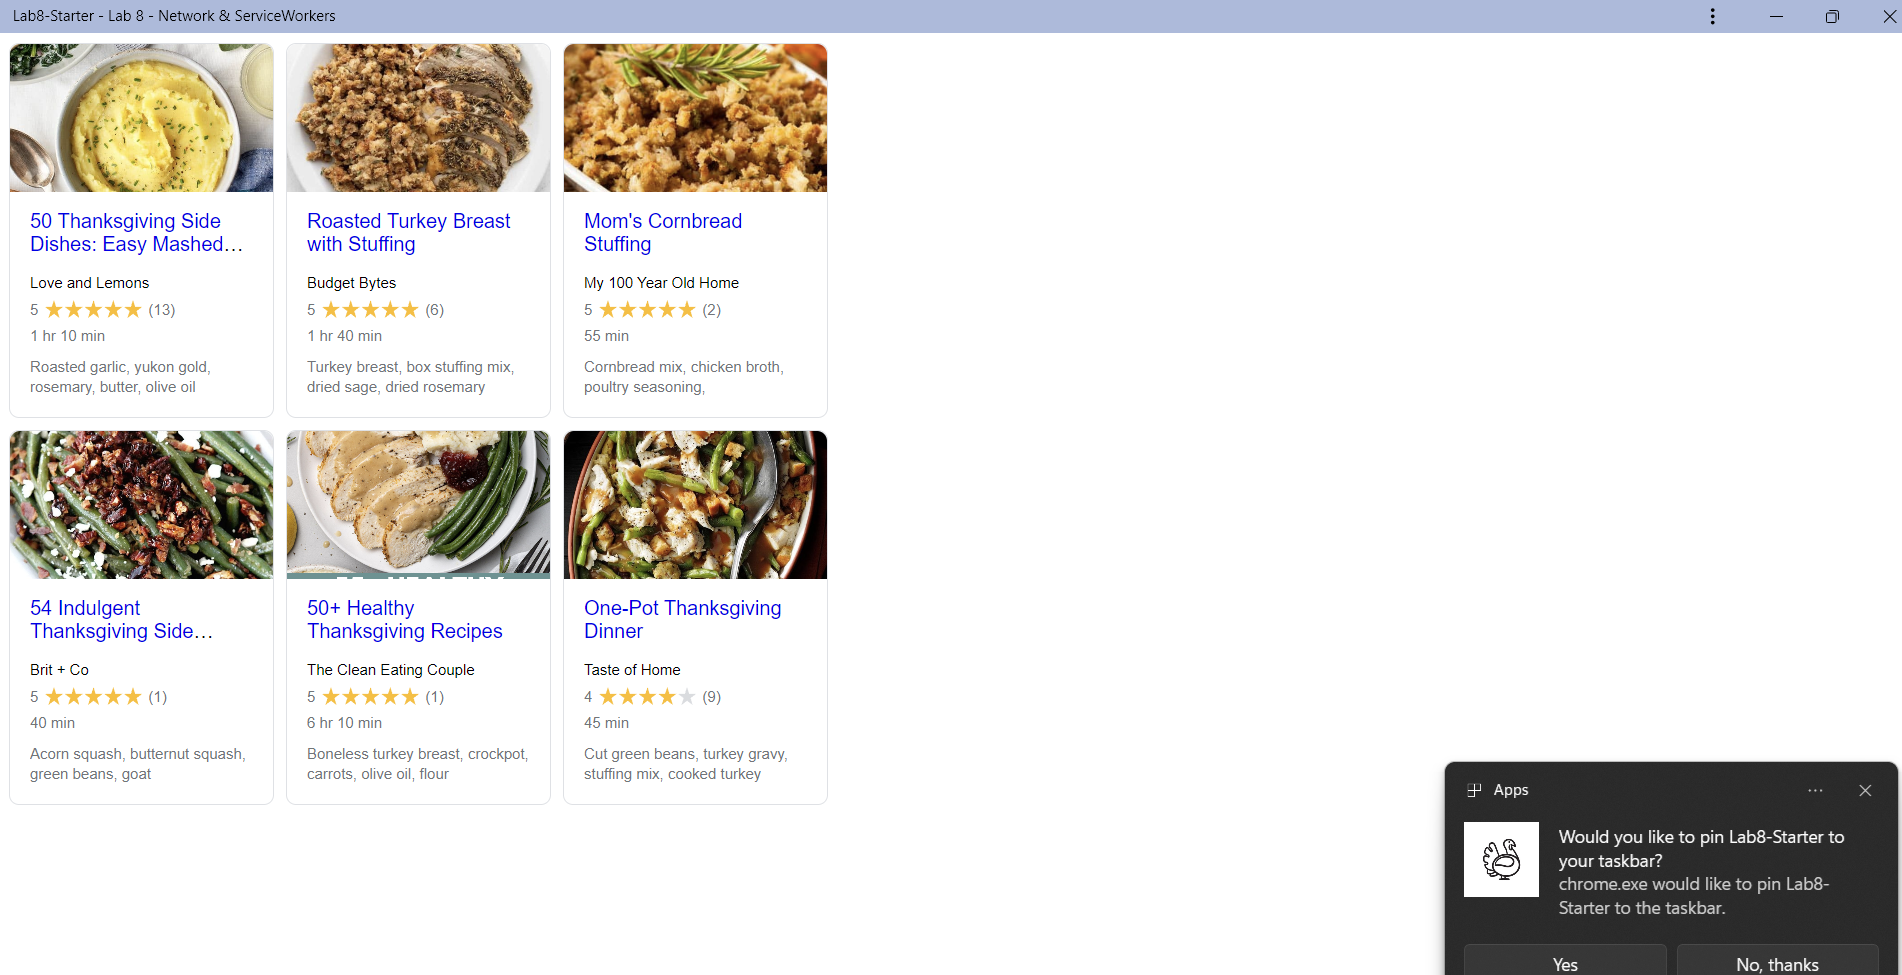 Lab8-Starter - Lab 8 - Network & ServiceWorkers
50 Thanksgiving Side
Dishes: Easy Mashed…
Love and Lemons
5 (13)
1 hr 10 min
Roasted garlic, yukon gold,
rosemary, butter, olive oil
Roasted Turkey Breast
with Stuffing
Budget Bytes
5 (6)
1 hr 40 min
Turkey breast, box stuffing mix,
dried sage, dried rosemary
Mom's Cornbread
Stuffing
My 100 Year Old Home
5 (2)
55 min
Cornbread mix, chicken broth,
poultry seasoning,
54 Indulgent
Thanksgiving Side…
Brit + Co
5 (1)
40 min
Acorn squash, butternut squash,
green beans, goat
50+ Healthy
Thanksgiving Recipes
The Clean Eating Couple
5 (1)
6 hr 10 min
Boneless turkey breast, crockpot,
carrots, olive oil, flour
One-Pot Thanksgiving
Dinner
Taste of Home
4 (9)
45 min
Cut green beans, turkey gravy,
stuffing mix, cooked turkey
Apps
Would you like to pin Lab8-Starter to
your taskbar?
chrome.exe would like to pin Lab8-
Starter to the taskbar.
Yes
No, thanks